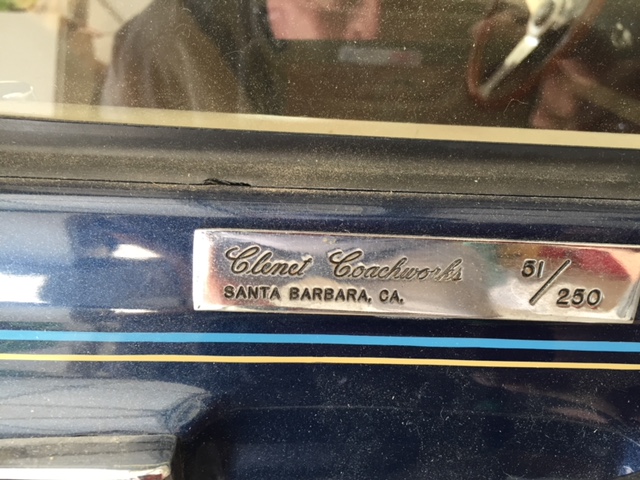 Clenet Coachworks 51/250
SANTA BARBARA, CA.